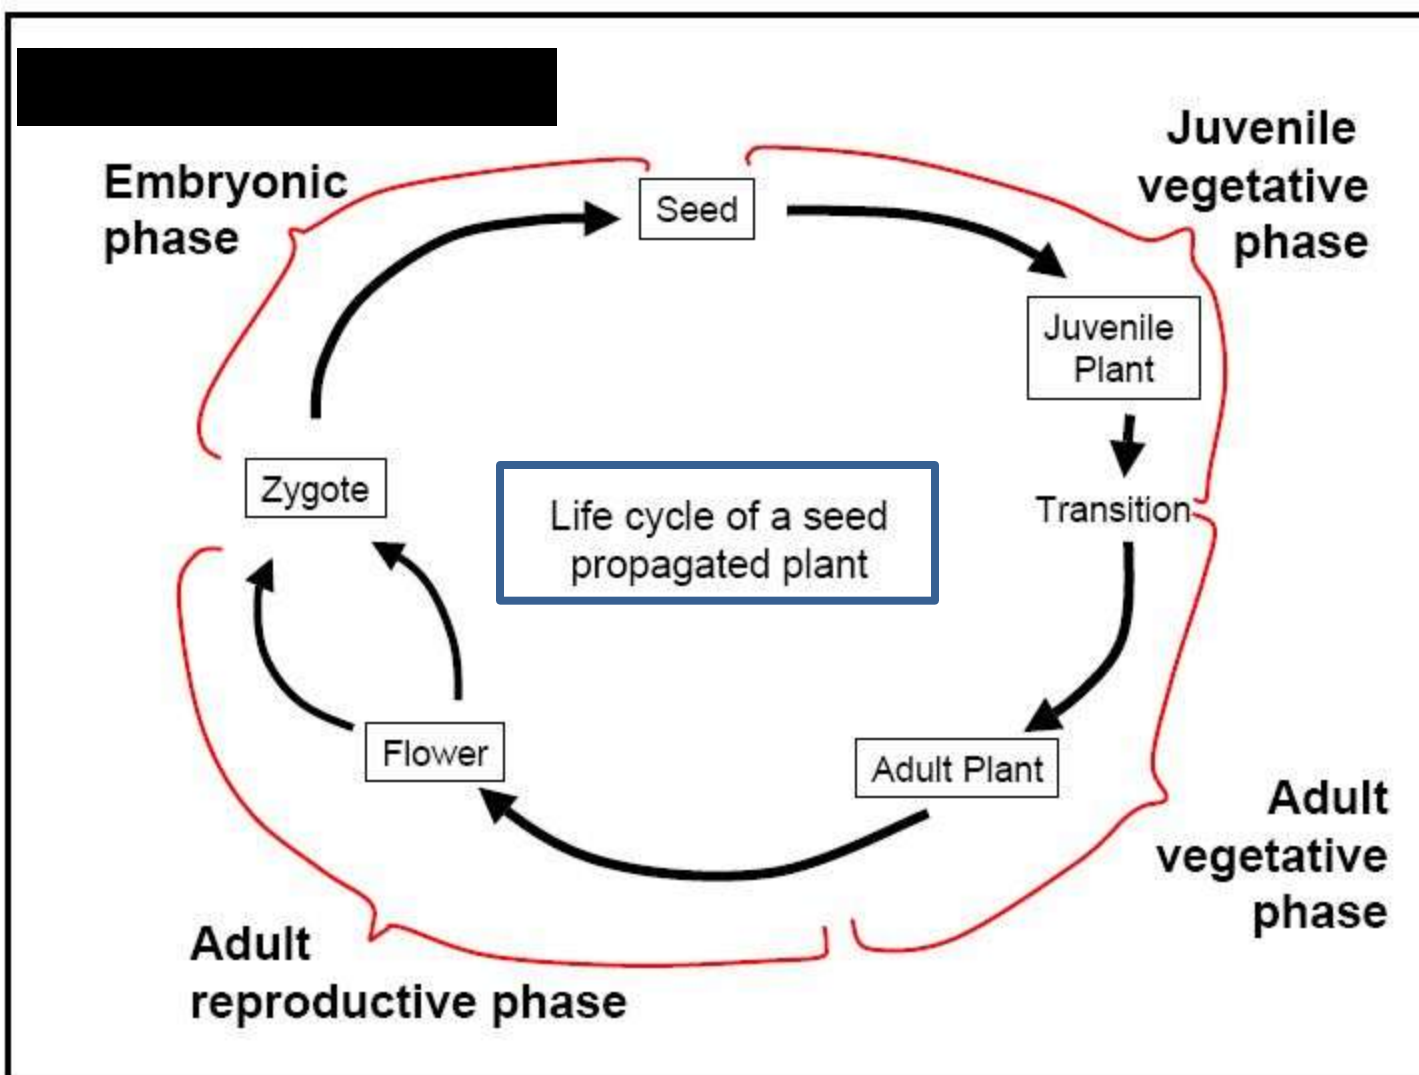 Embryonic
phase
Seed
Juvenile
vegetative
phase
Juvenile
Plant
Zygote
Life cycle of a seed
propagated plant
Transition
Flower
Adult Plant
Adult
vegetative
phase
Adult
reproductive phase